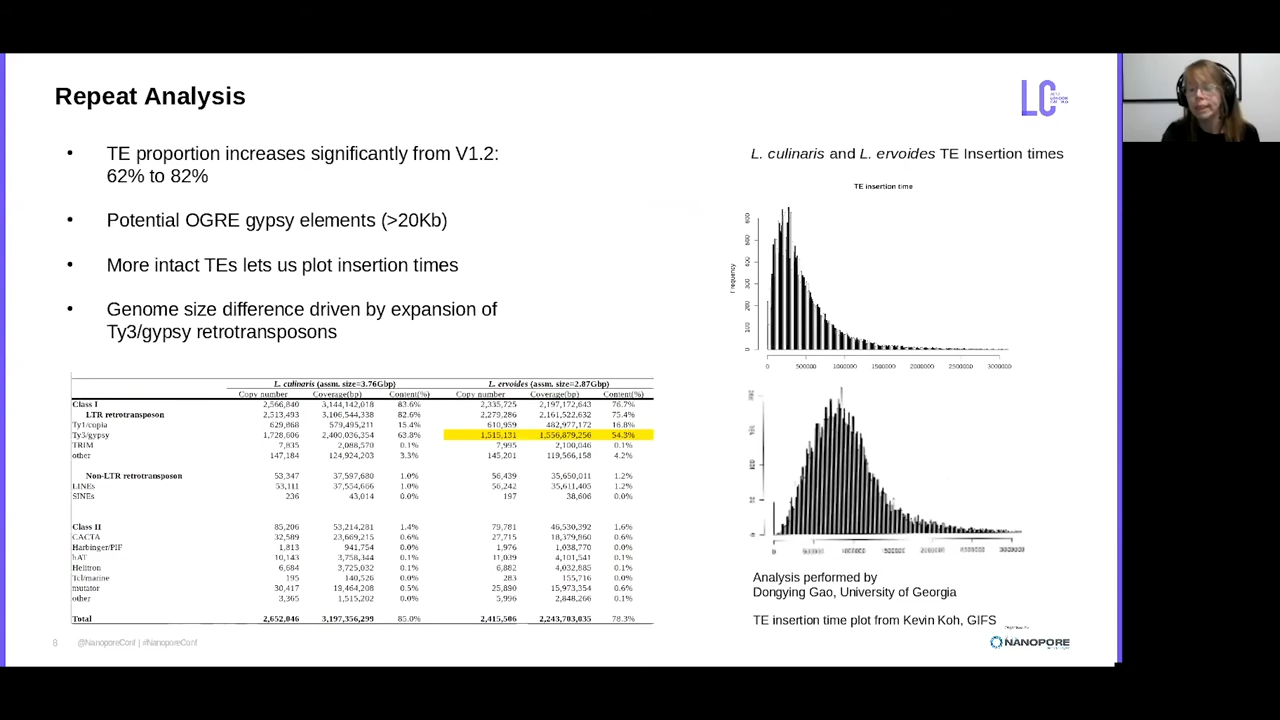 Repeat Analysis
LC
• TE proportion increases significantly from V1.2:
62% to 82%
• Potential OGRE gypsy elements (>20Kb)
• More intact TEs lets us plot insertion times
• Genome size difference driven by expansion of
Ty3/gypsy retrotransposons
L. culinaris (assm. size=3.76Gbp) L. ervoides (assm. size=2.87Gbp)
Copy number Coverage(bp) Content(%) Copy number Coverage(bp) Content(%)
Class I 2,566,840 3,144,142,018 83.6% 2,335,725 2,197,172,643 76.7%
LTR retrotransposon 2,513,493 3,106,544,338 82.6% 2,279,286 2,161,522,632 75.4%
Ty1/copia 629,868 579,495,211 15.4% 610,959 482,977,172 16.8%
Ty3/gypsy 1,728,606 2,400,036,354 63.8% 1,515,131 1,556,879,256 54.3%
TRIM 7,835 2,088,570 0.1% 7,995 2,100,046 0.1%
other 147,184 124,924,203 3.3% 145,201 119,566,158 4.2%
Non-LTR retrotransposon 53,347 37,597,680 1.0% 56,439 35,650,011 1.2%
LINEs 53,111 37,554,666 1.0% 56,242 35,611,405 1.2%
SINEs 236 43,014 0.0% 197 38,606 0.0%
Class II 85,206 53,214,281 1.4% 79,781 46,530,392 1.6%
CACTA 32,589 23,669,215 0.6% 27,715 18,379,860 0.6%
Harbinger/PIF 1,813 941,754 0.0% 1,976 1,038,770 0.0%
hAT 10,143 3,758,344 0.1% 11,039 4,101,541 0.1%
Helitron 6,684 3,725,032 0.1% 6,882 4,032,885 0.1%
Tcl/marine 195 140,526 0.0% 283 155,716 0.0%
mutator 30,417 19,464,208 0.5% 25,890 15,973,354 0.6%
other 3,365 1,515,202 0.0% 5,996 2,848,266 0.1%
Total 2,652,046 3,197,356,299 85.0% 2,415,506 2,243,703,035 78.3%
L. culinaris and L. ervoides TE Insertion times
TE insertion time
Frequency
0 100 200 300 400 500 600
0 500000 1000000 1500000 2000000 2500000 3000000
Analysis performed by
Dongying Gao, University of Georgia
TE insertion time plot from Kevin Koh, GIFS
8 @NanoporeConf | #NanoporeConf
NANOPORE